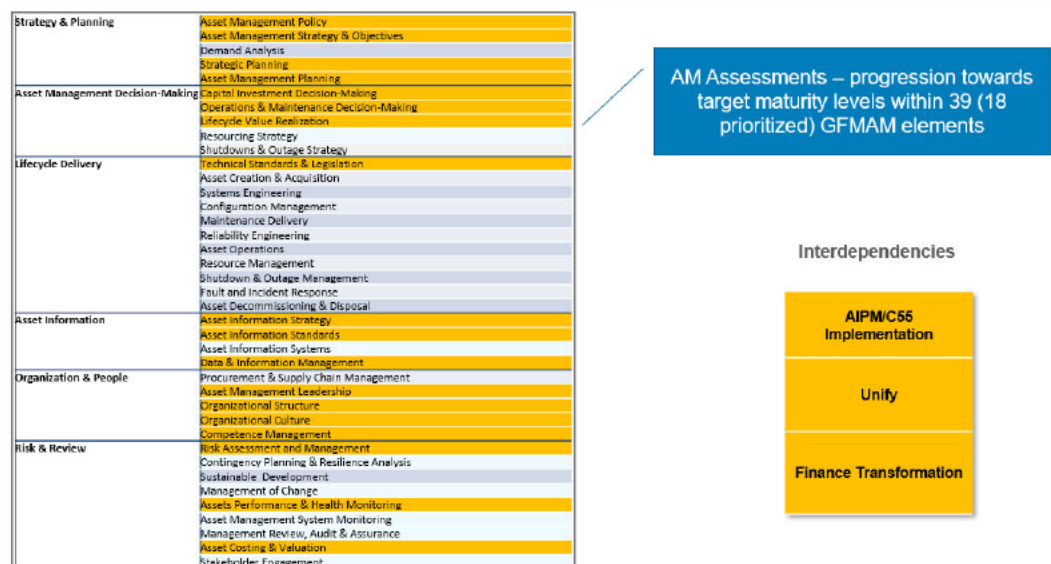 Strategy & Planning
Asset Management Policy
Asset Management Strategy & Objectives
Demand Analysis
Strategic Planning
Asset Management Planning
Asset Management Decision-Making
Capital Investment Decision-Making
Operations & Maintenance Decision-Making
Lifecycle Value Realization
Resourcing Strategy
Shutdowns & Outage Strategy
Lifecycle Delivery
Technical Standards & Legislation
Asset Creation & Acquisition
Systems Engineering
Configuration Management
Maintenance Delivery
Reliability Engineering
Asset Operations
Resource Management
Shutdown & Outage Management
Fault and Incident Response
Asset Decommissioning & Disposal
Asset Information
Asset Information Strategy
Asset Information Standards
Asset Information Systems
Data & Information Management
Organization & People
Procurement & Supply Chain Management
Asset Management Leadership
Organizational Structure
Organizational Culture
Competence Management
Risk & Review
Risk Assessment and Management
Contingency Planning & Resilience Analysis
Sustainable Development
Management of Change
Assets Performance & Health Monitoring
Asset Management System Monitoring
Management Review, Audit & Assurance
Asset Costing & Valuation
Stakeholder Engagement
AM Assessments – progression towards
target maturity levels within 39 (18
prioritized) GFMAM elements
Interdependencies
AIPM/C55
Implementation
Unify
Finance Transformation